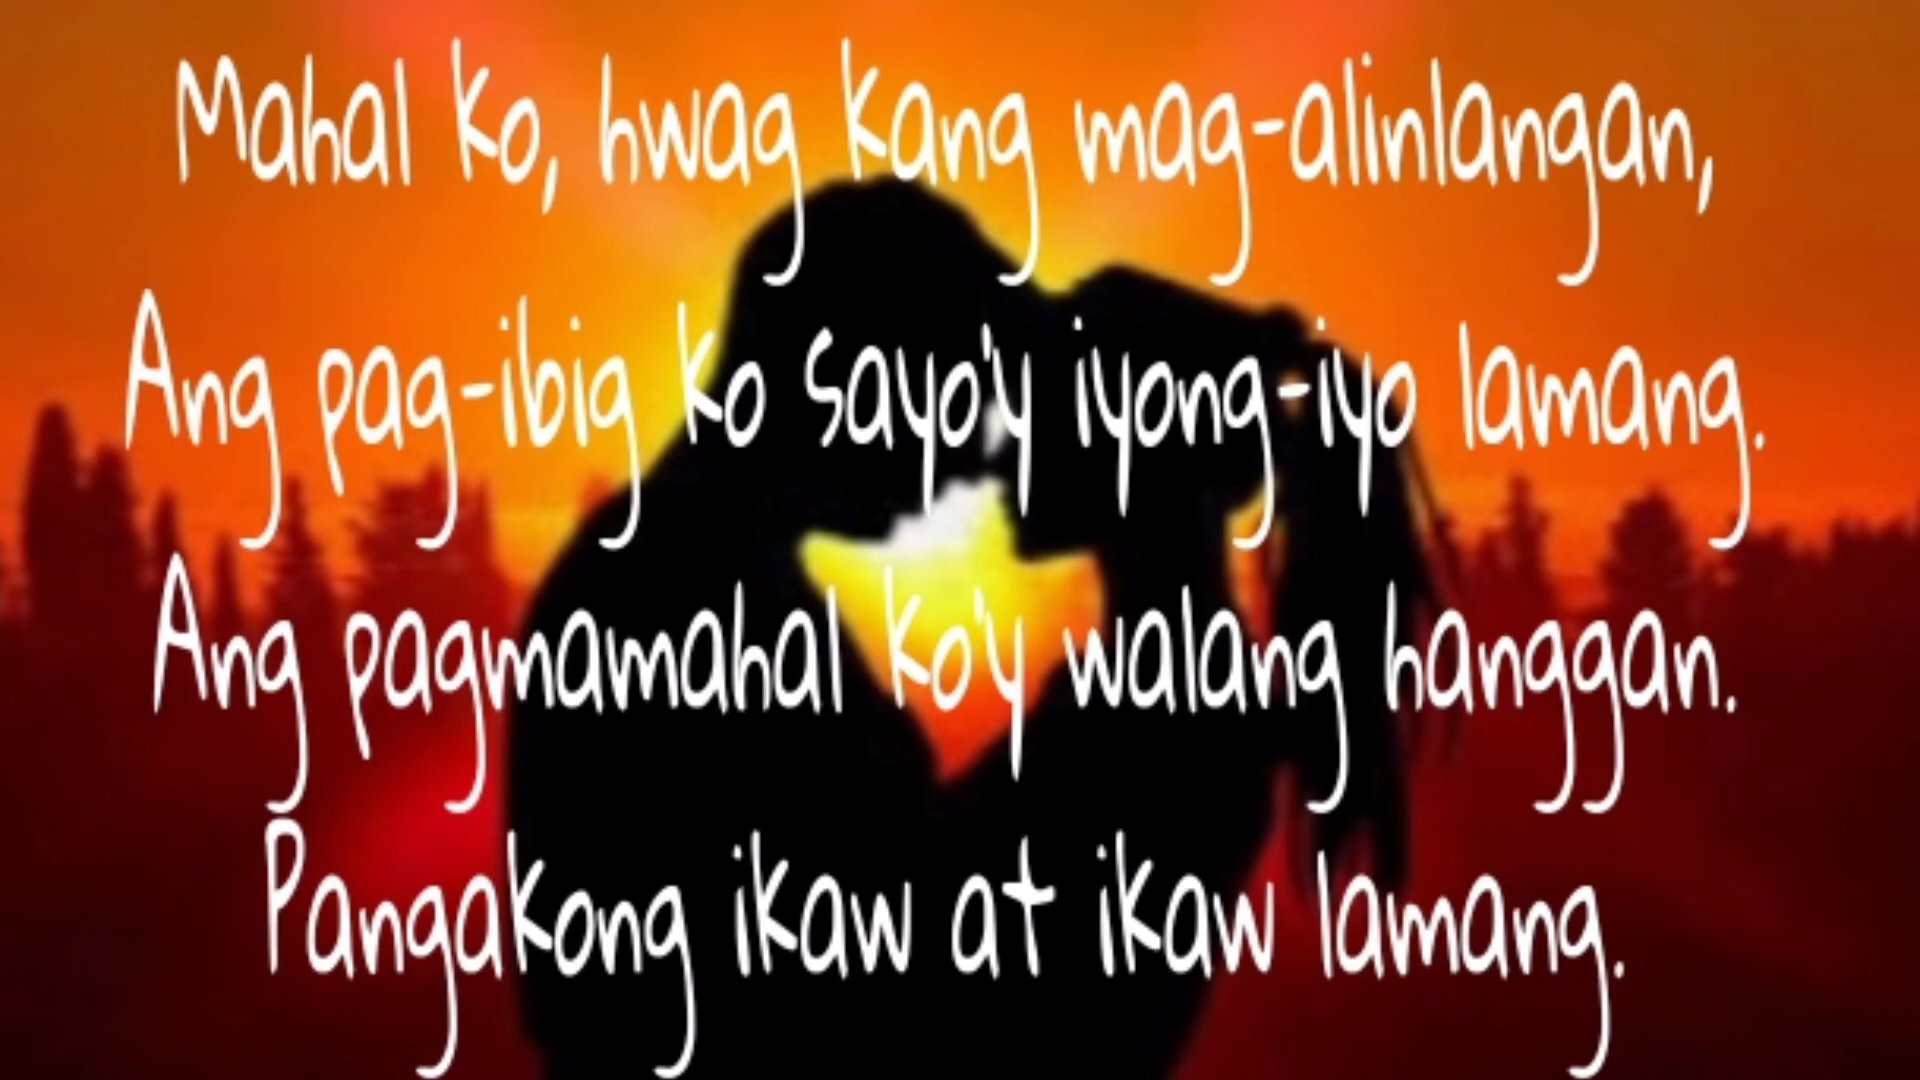 Mahal ko, hwag kang mag-alinlangan,
Ang pag-ibig ko sayo'y iyong-iyo lamang.
Ang pagmamahal ko'y walang hanggan.
Pangakong ikaw at ikaw lamang.